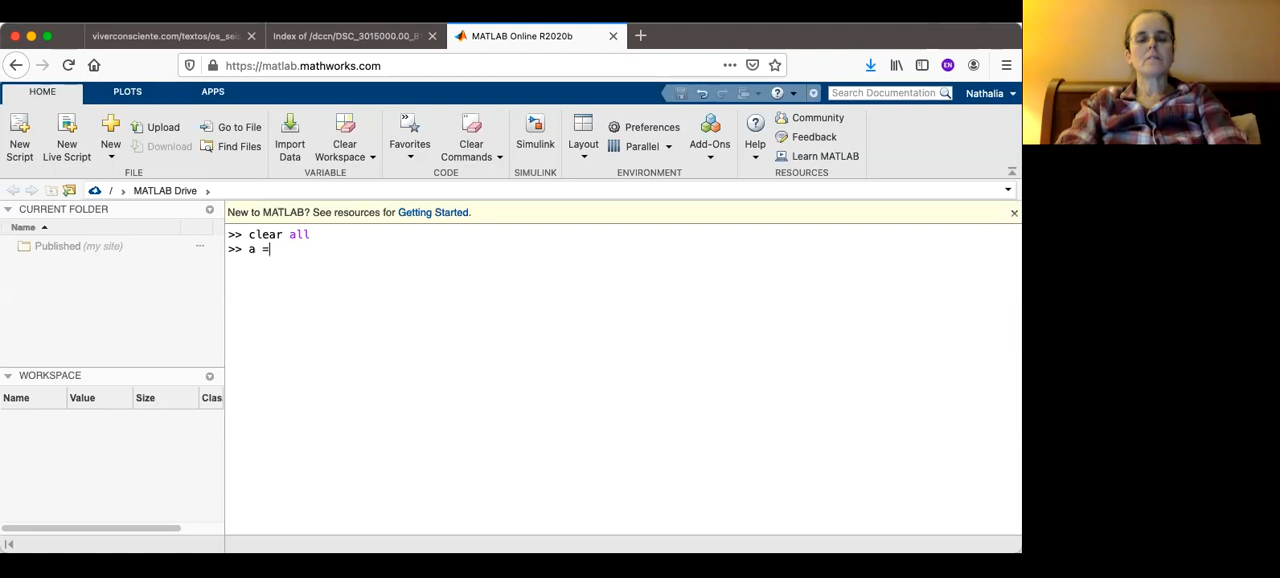 viverconsciente.com/textos/os_sei
Index of /dccn/DSC_3015000.00_8
MATLAB Online R2020b
https://matlab.mathworks.com
EN
HOME PLOTS APPS
Search Documentation
Nathalia
New Script
New Live Script
New
Upload
Download
Go to File
Find Files
Import Data
Clear Workspace
Favorites
Clear Commands
Simulink
Layout
Preferences
Parallel
Add-Ons
Help
Community
Feedback
Learn MATLAB
FILE VARIABLE CODE SIMULINK ENVIRONMENT RESOURCES
/ > MATLAB Drive >
CURRENT FOLDER
Name
Published (my site)
New to MATLAB? See resources for Getting Started.
>> clear all
>> a =
WORKSPACE
Name Value Size Clas